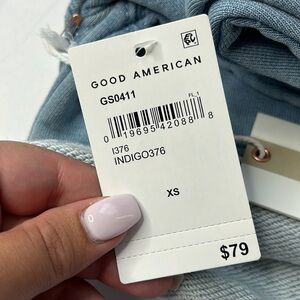 GOOD AMERICAN
GS0411
FL_1
0 19695 42088 8
I376
INDIGO376
XS
$79